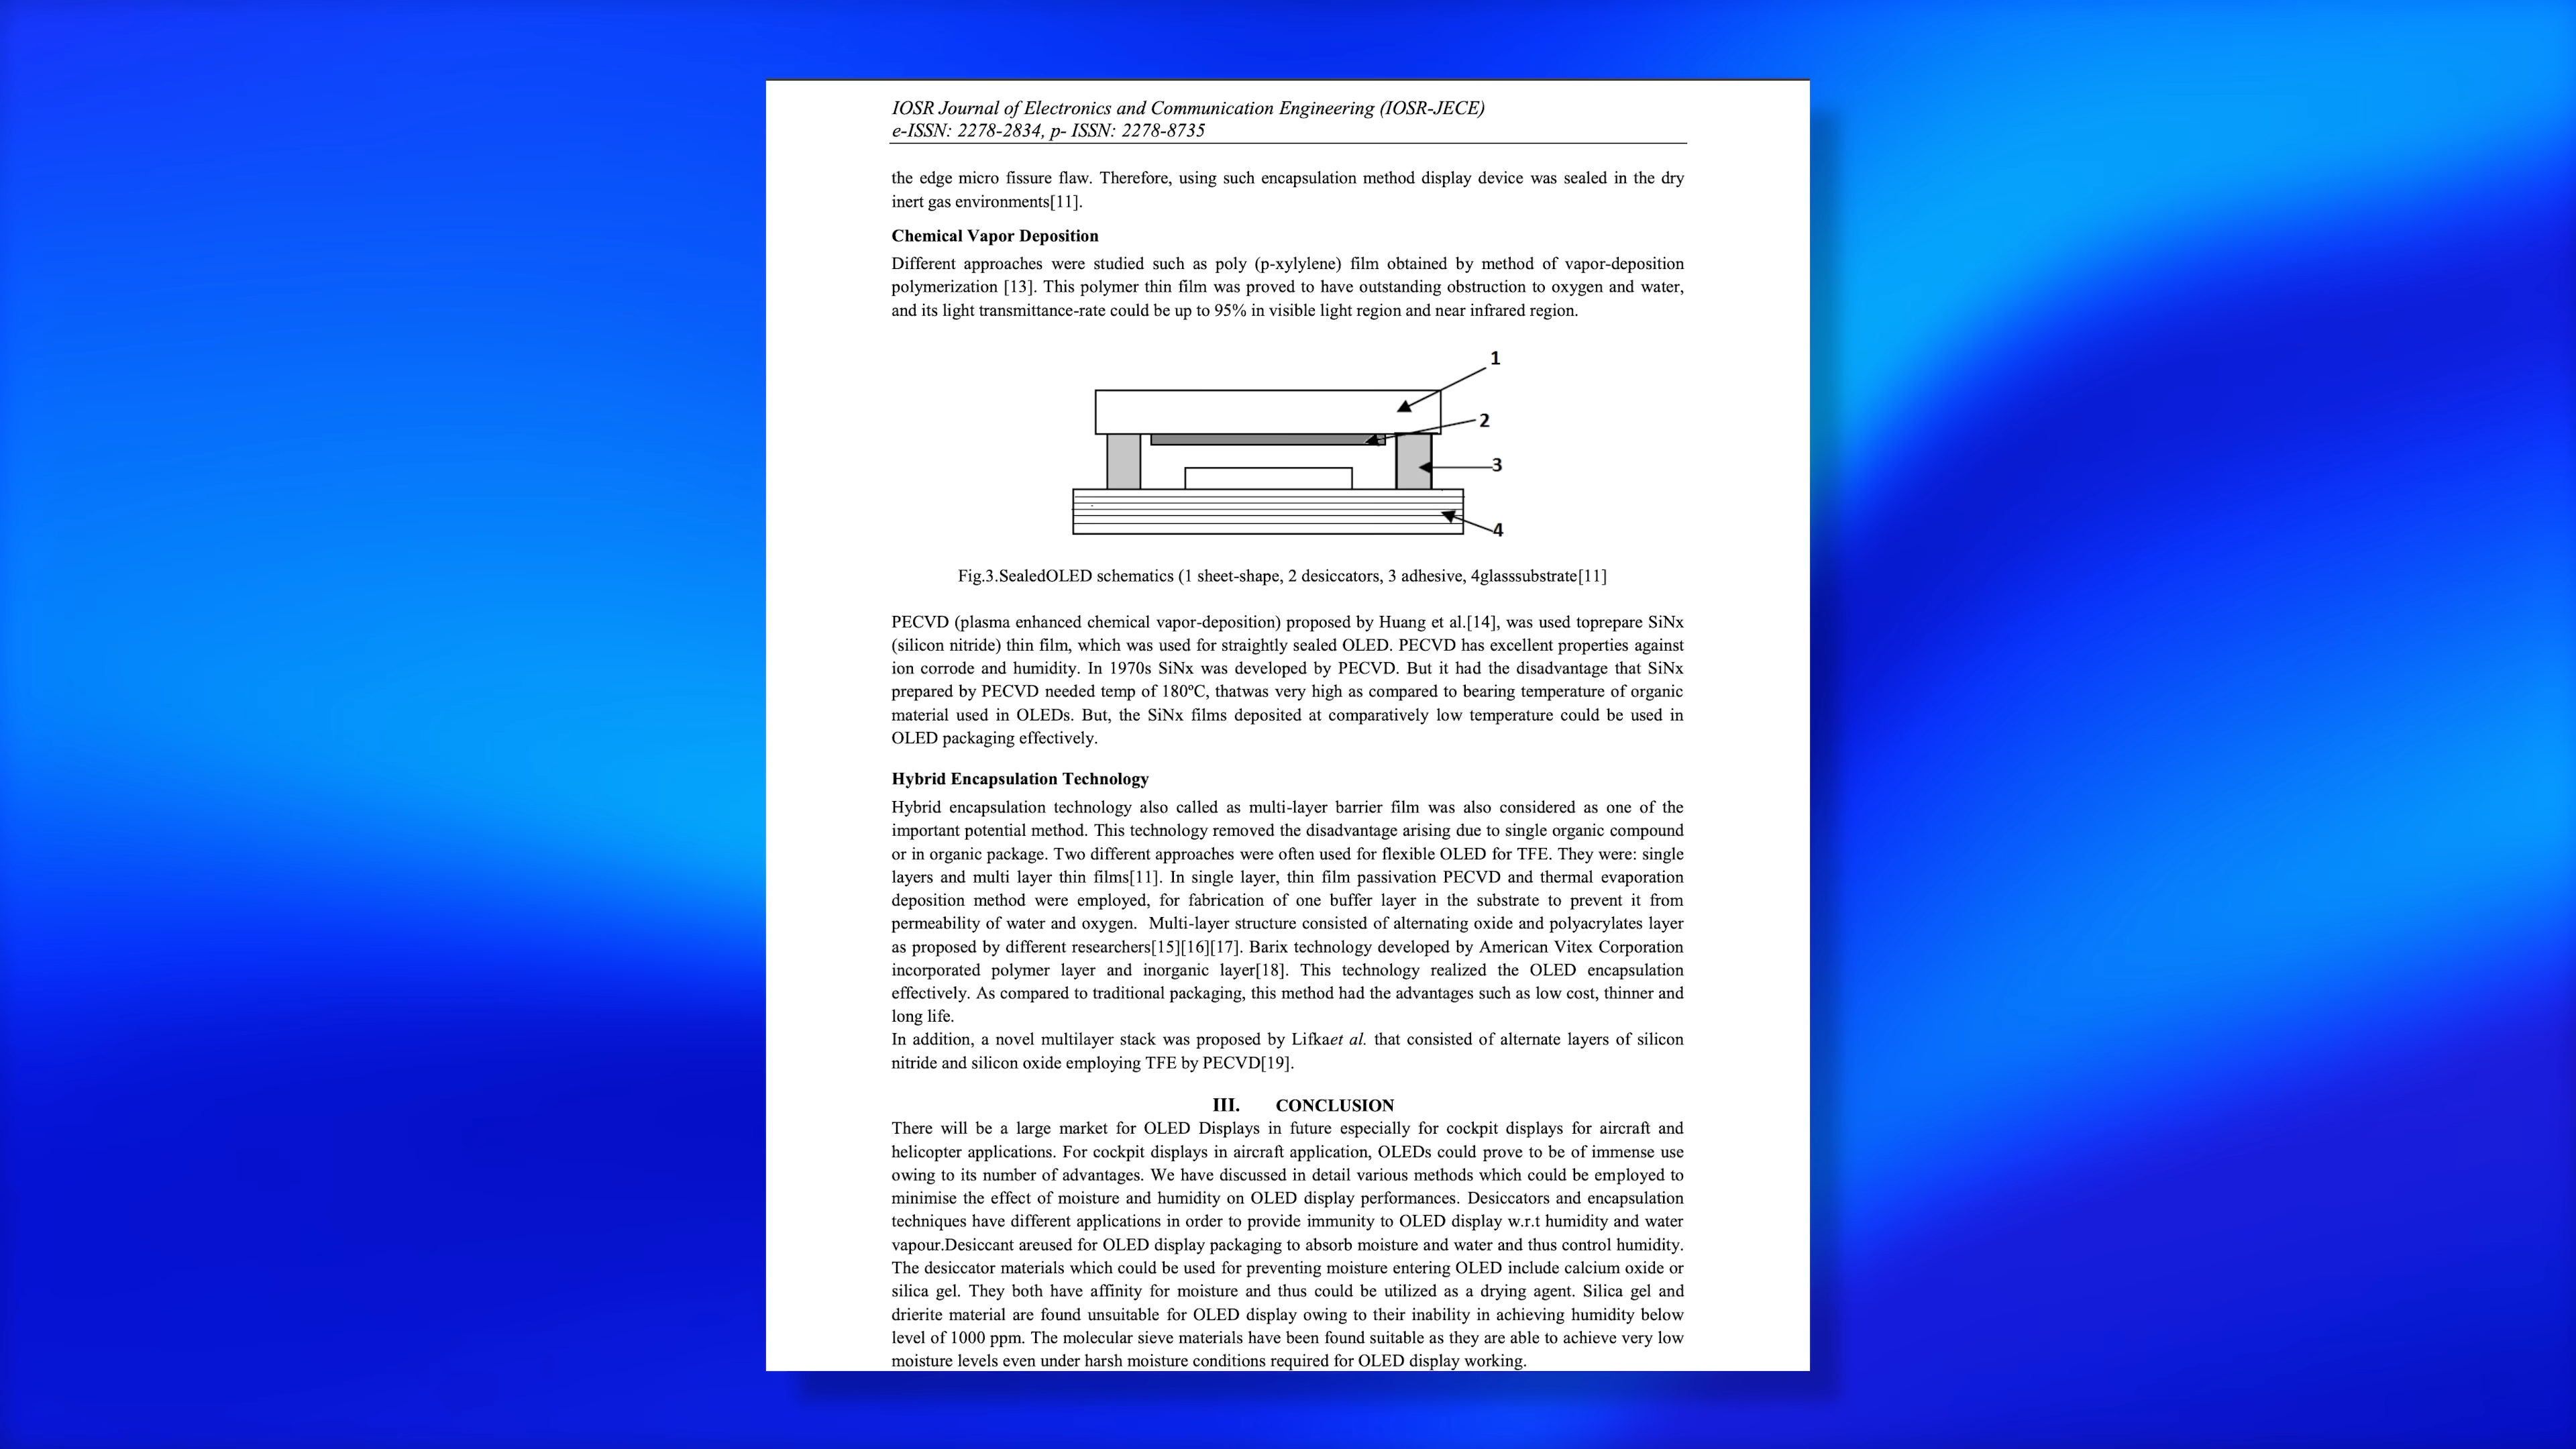 IOSR Journal of Electronics and Communication Engineering (IOSR-JECE)
e-ISSN: 2278-2834, p- ISSN: 2278-8735
the edge micro fissure flaw. Therefore, using such encapsulation method display device was sealed in the dry
inert gas environments[11].
Chemical Vapor Deposition
Different approaches were studied such as poly (p-xylylene) film obtained by method of vapor-deposition
polymerization [13]. This polymer thin film was proved to have outstanding obstruction to oxygen and water,
and its light transmittance-rate could be up to 95% in visible light region and near infrared region.
1
2
3
4
Fig.3.SealedOLED schematics (1 sheet-shape, 2 desiccators, 3 adhesive, 4glasssubstrate[11]
PECVD (plasma enhanced chemical vapor-deposition) proposed by Huang et al.[14], was used toprepare SiNx
(silicon nitride) thin film, which was used for straightly sealed OLED. PECVD has excellent properties against
ion corrode and humidity. In 1970s SiNx was developed by PECVD. But it had the disadvantage that SiNx
prepared by PECVD needed temp of 180ºC, thatwas very high as compared to bearing temperature of organic
material used in OLEDs. But, the SiNx films deposited at comparatively low temperature could be used in
OLED packaging effectively.
Hybrid Encapsulation Technology
Hybrid encapsulation technology also called as multi-layer barrier film was also considered as one of the
important potential method. This technology removed the disadvantage arising due to single organic compound
or in organic package. Two different approaches were often used for flexible OLED for TFE. They were: single
layers and multi layer thin films[11]. In single layer, thin film passivation PECVD and thermal evaporation
deposition method were employed, for fabrication of one buffer layer in the substrate to prevent it from
permeability of water and oxygen.  Multi-layer structure consisted of alternating oxide and polyacrylates layer
as proposed by different researchers[15][16][17]. Barix technology developed by American Vitex Corporation
incorporated polymer layer and inorganic layer[18]. This technology realized the OLED encapsulation
effectively. As compared to traditional packaging, this method had the advantages such as low cost, thinner and
long life.
In addition, a novel multilayer stack was proposed by Lifkaet al. that consisted of alternate layers of silicon
nitride and silicon oxide employing TFE by PECVD[19].
III. CONCLUSION
There will be a large market for OLED Displays in future especially for cockpit displays for aircraft and
helicopter applications. For cockpit displays in aircraft application, OLEDs could prove to be of immense use
owing to its number of advantages. We have discussed in detail various methods which could be employed to
minimise the effect of moisture and humidity on OLED display performances. Desiccators and encapsulation
techniques have different applications in order to provide immunity to OLED display w.r.t humidity and water
vapour.Desiccant areused for OLED display packaging to absorb moisture and water and thus control humidity.
The desiccator materials which could be used for preventing moisture entering OLED include calcium oxide or
silica gel. They both have affinity for moisture and thus could be utilized as a drying agent. Silica gel and
drierite material are found unsuitable for OLED display owing to their inability in achieving humidity below
level of 1000 ppm. The molecular sieve materials have been found suitable as they are able to achieve very low
moisture levels even under harsh moisture conditions required for OLED display working.